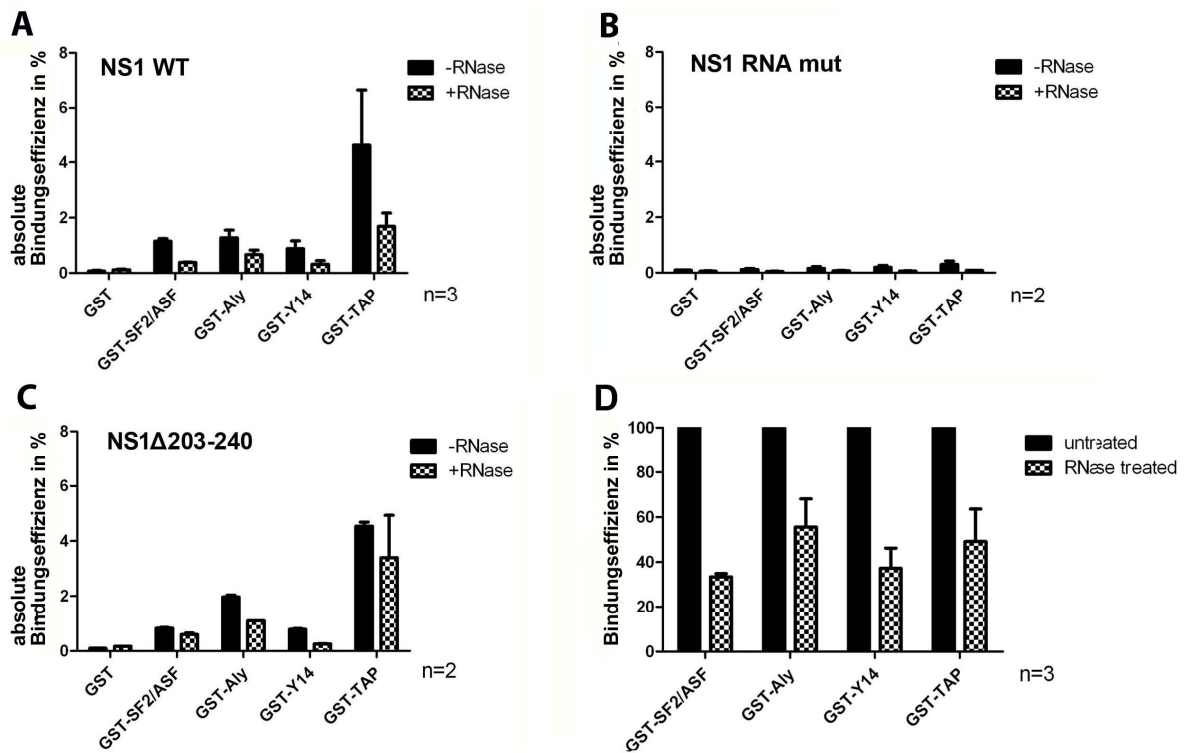 A
NS1 WT
-RNase
+RNase
absolute
Bindungseffizienz in %
8
6
4
2
0
GST
GST-SF2/ASF
GST-Aly
GST-Y14
GST-TAP
n=3
B
NS1 RNA mut
-RNase
+RNase
absolute
Bindungseffizienz in %
8
6
4
2
0
GST
GST-SF2/ASF
GST-Aly
GST-Y14
GST-TAP
n=2
C
NS1Δ203-240
-RNase
+RNase
absolute
Bindungseffizienz in %
8
6
4
2
0
GST
GST-SF2/ASF
GST-Aly
GST-Y14
GST-TAP
n=2
D
untreated
RNase treated
Bindungseffizienz in %
100
80
60
40
20
0
GST-SF2/ASF
GST-Aly
GST-Y14
GST-TAP
n=3